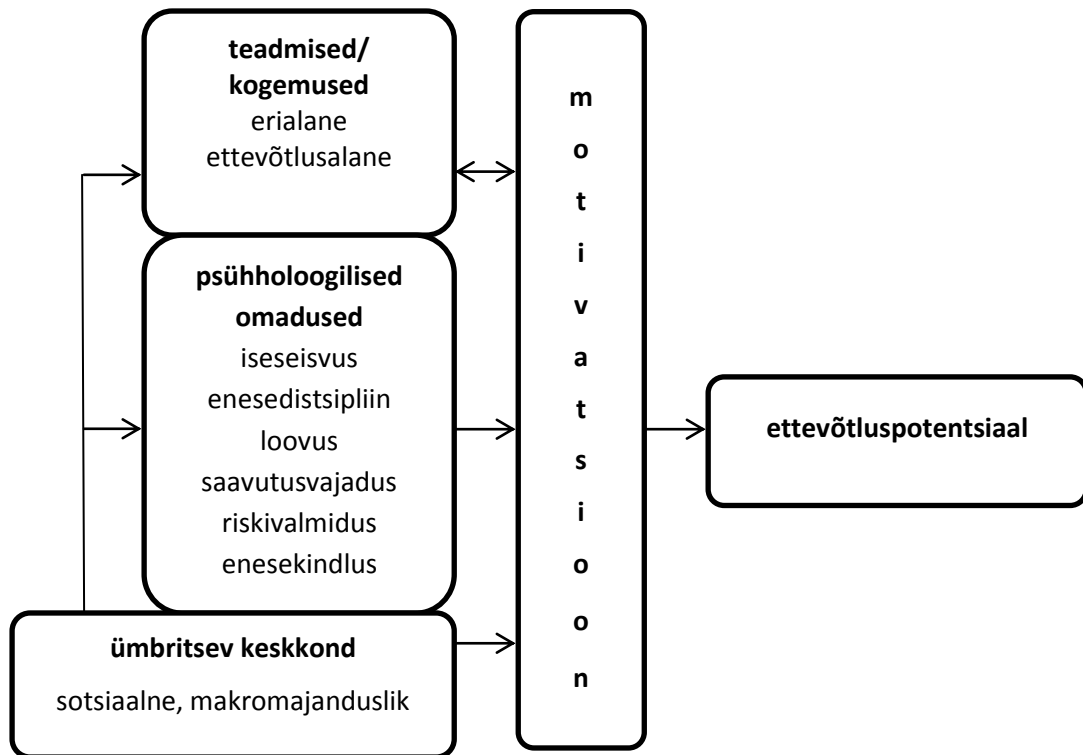 teadmised/
kogemused
erialane
ettevõtlusalane
psühholoogilised
omadused
iseseisvus
enesedistsipliin
loovus
saavutusvajadus
riskivalmidus
enesekindlus
ümbritsev keskkond
sotsiaalne, makromajanduslik
m
o
t
i
v
a
t
s
i
o
o
n
ettevõtluspotentsiaal